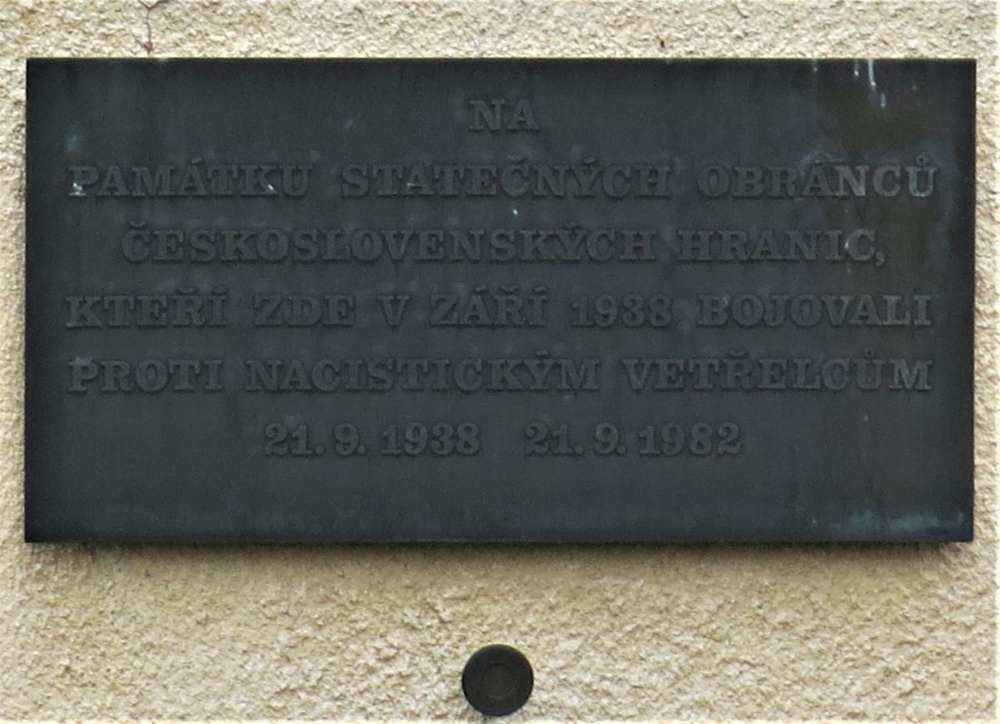 NA
PAMÁTKU STATEČNÝCH OBRÁNCŮ
ČESKOSLOVENSKÝCH HRANIC,
KTEŘÍ ZDE V ZÁŘÍ 1938 BOJOVALI
PROTI NACISTICKÝM VETŘELCŮM
21. 9. 1938 21. 9. 1982